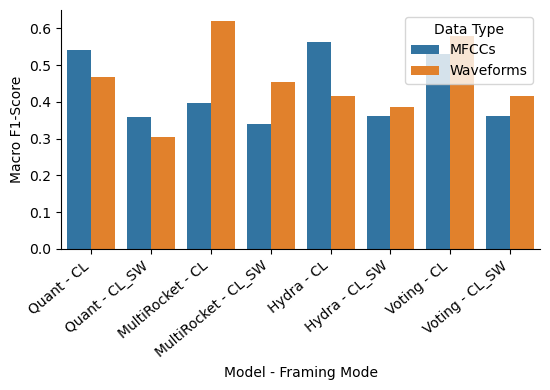 Data Type
MFCCs
Waveforms
Macro F1-Score
0.6
0.5
0.4
0.3
0.2
0.1
0.0
Quant - CL
Quant - CL_SW
MultiRocket - CL
MultiRocket - CL_SW
Hydra - CL
Hydra - CL_SW
Voting - CL
Voting - CL_SW
Model - Framing Mode